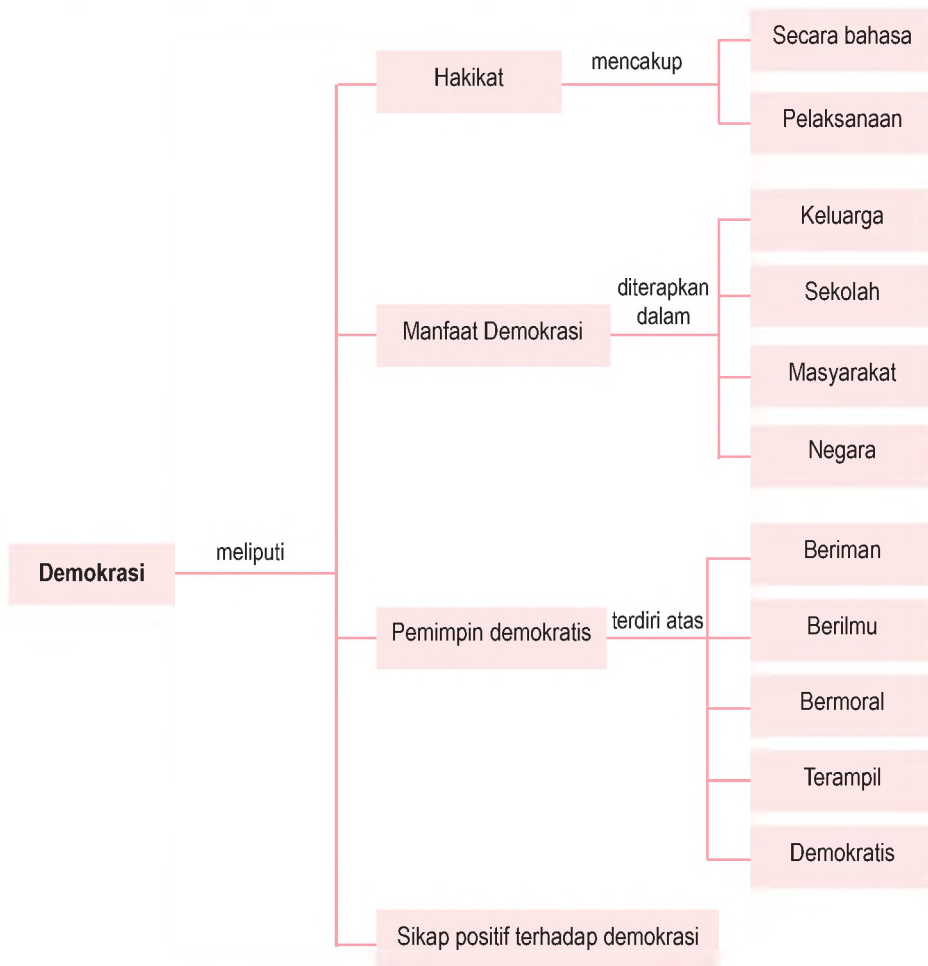 Demokrasi
meliputi
Hakikat
mencakup
Secara bahasa
Pelaksanaan
Manfaat Demokrasi
diterapkan
dalam
Keluarga
Sekolah
Masyarakat
Negara
Pemimpin demokratis
terdiri atas
Beriman
Berilmu
Bermoral
Terampil
Demokratis
Sikap positif terhadap demokrasi